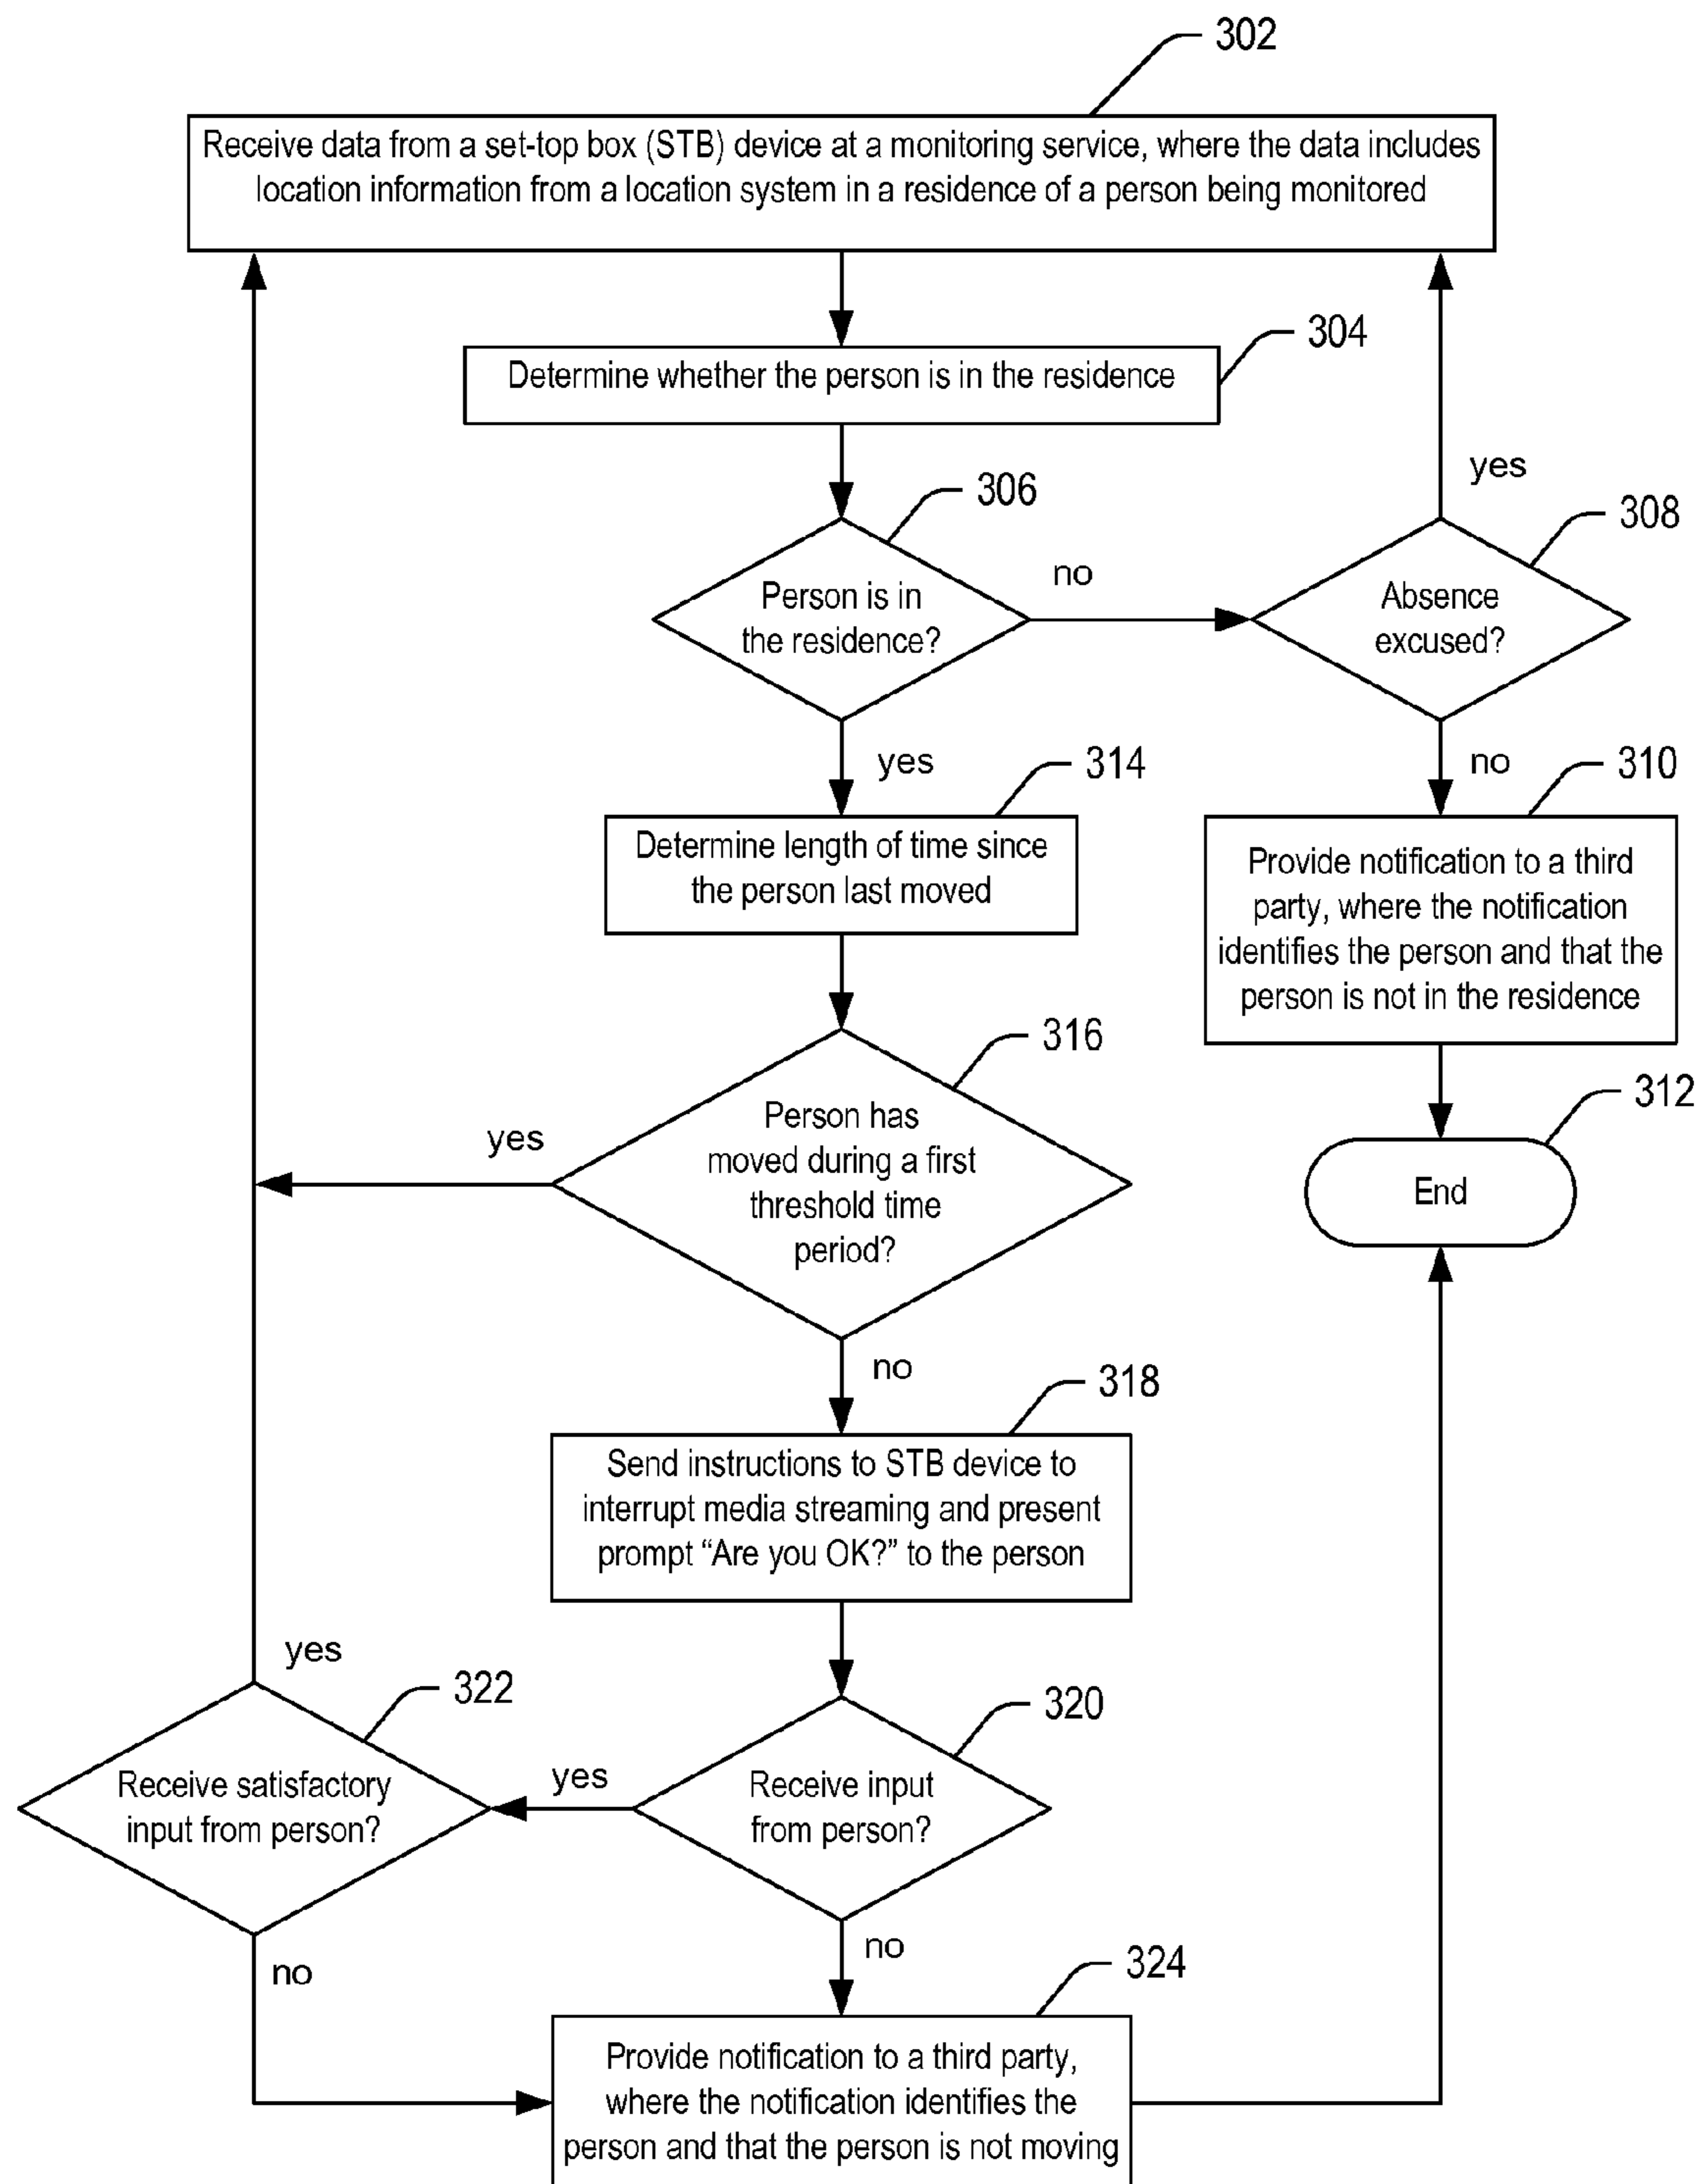 302
Receive data from a set-top box (STB) device at a monitoring service, where the data includes
location information from a location system in a residence of a person being monitored
304
Determine whether the person is in the residence
yes
306
308
Person is in
the residence?
no
Absence
excused?
yes
314
no
310
Determine length of time since
the person last moved
Provide notification to a third
party, where the notification
identifies the person and that the
person is not in the residence
316
312
yes
Person has
moved during a first
threshold time
period?
End
no
318
Send instructions to STB device to
interrupt media streaming and present
prompt “Are you OK?” to the person
yes
322
320
Receive satisfactory
input from person?
yes
Receive input
from person?
no
no
324
Provide notification to a third party,
where the notification identifies the
person and that the person is not moving